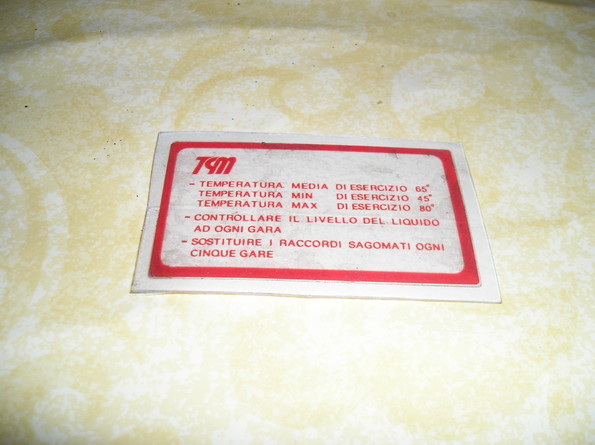 TGM
- TEMPERATURA MEDIA DI ESERCIZIO 65°
TEMPERATURA MIN DI ESERCIZIO 45°
TEMPERATURA MAX DI ESERCIZIO 80°
- CONTROLLARE IL LIVELLO DEL LIQUIDO
AD OGNI GARA
- SOSTITUIRE I RACCORDI SAGOMATI OGNI
CINQUE GARE